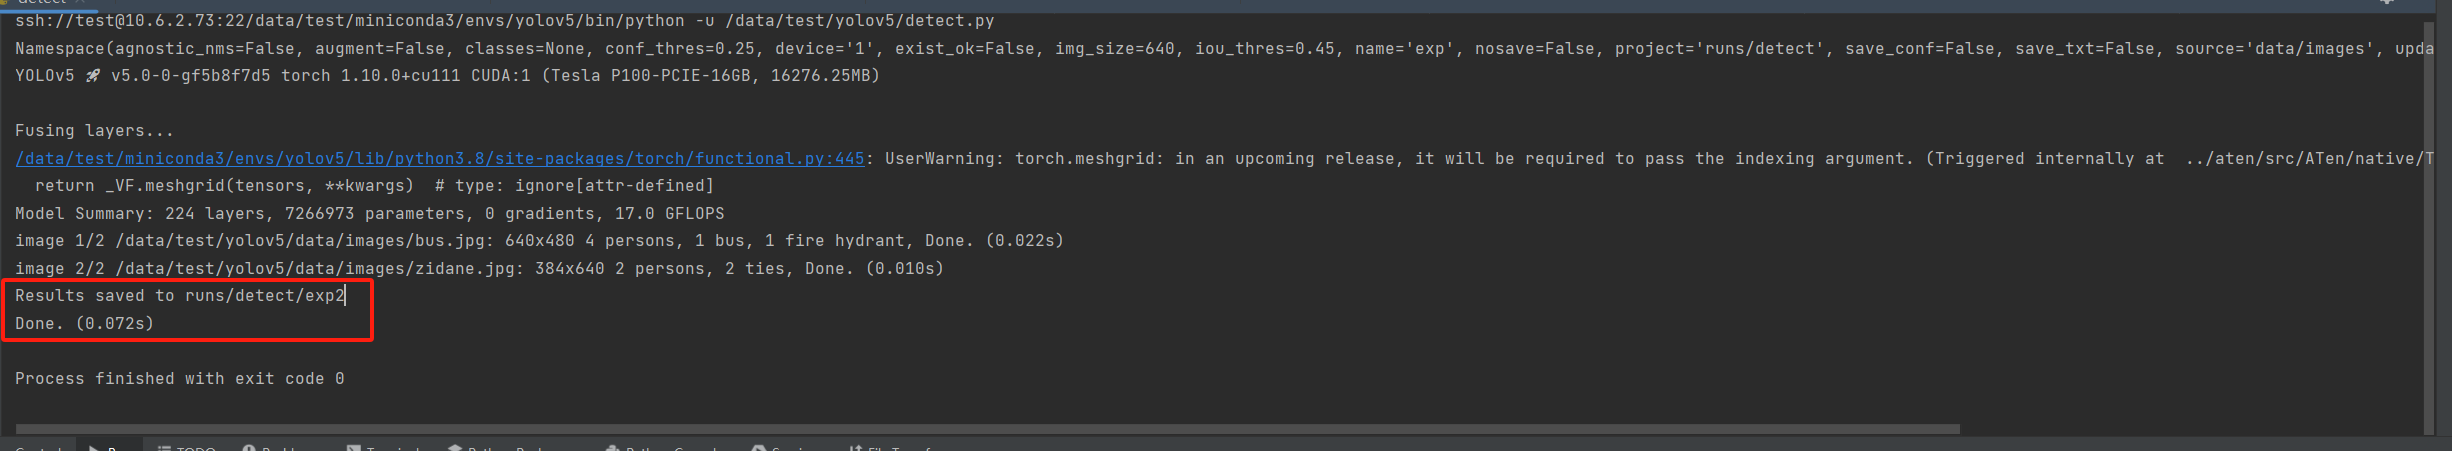 ssh://test@10.6.2.73:22/data/test/miniconda3/envs/yolov5/bin/python -u /data/test/yolov5/detect.py
Namespace(agnostic_nms=False, augment=False, classes=None, conf_thres=0.25, device='1', exist_ok=False, img_size=640, iou_thres=0.45, name='exp', nosave=False, project='runs/detect', save_conf=False, save_txt=False, source='data/images', upda
YOLOv5 🚀 v5.0-0-gf5b8f7d5 torch 1.10.0+cu111 CUDA:1 (Tesla P100-PCIE-16GB, 16276.25MB)
Fusing layers...
/data/test/miniconda3/envs/yolov5/lib/python3.8/site-packages/torch/functional.py:445: UserWarning: torch.meshgrid: in an upcoming release, it will be required to pass the indexing argument. (Triggered internally at  ../aten/src/ATen/native/T
return _VF.meshgrid(tensors, **kwargs)  # type: ignore[attr-defined]
Model Summary: 224 layers, 7266973 parameters, 0 gradients, 17.0 GFLOPS
image 1/2 /data/test/yolov5/data/images/bus.jpg: 640x480 4 persons, 1 bus, 1 fire hydrant, Done. (0.022s)
image 2/2 /data/test/yolov5/data/images/zidane.jpg: 384x640 2 persons, 2 ties, Done. (0.010s)
Results saved to runs/detect/exp2
Done. (0.072s)
Process finished with exit code 0
TODO